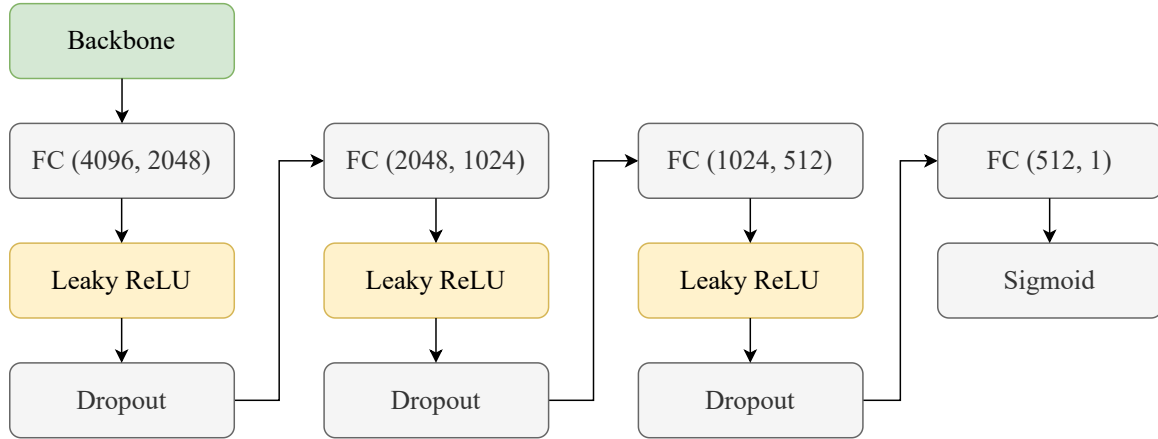 Backbone
FC (4096, 2048)
Leaky ReLU
Dropout
FC (2048, 1024)
Leaky ReLU
Dropout
FC (1024, 512)
Leaky ReLU
Dropout
FC (512, 1)
Sigmoid